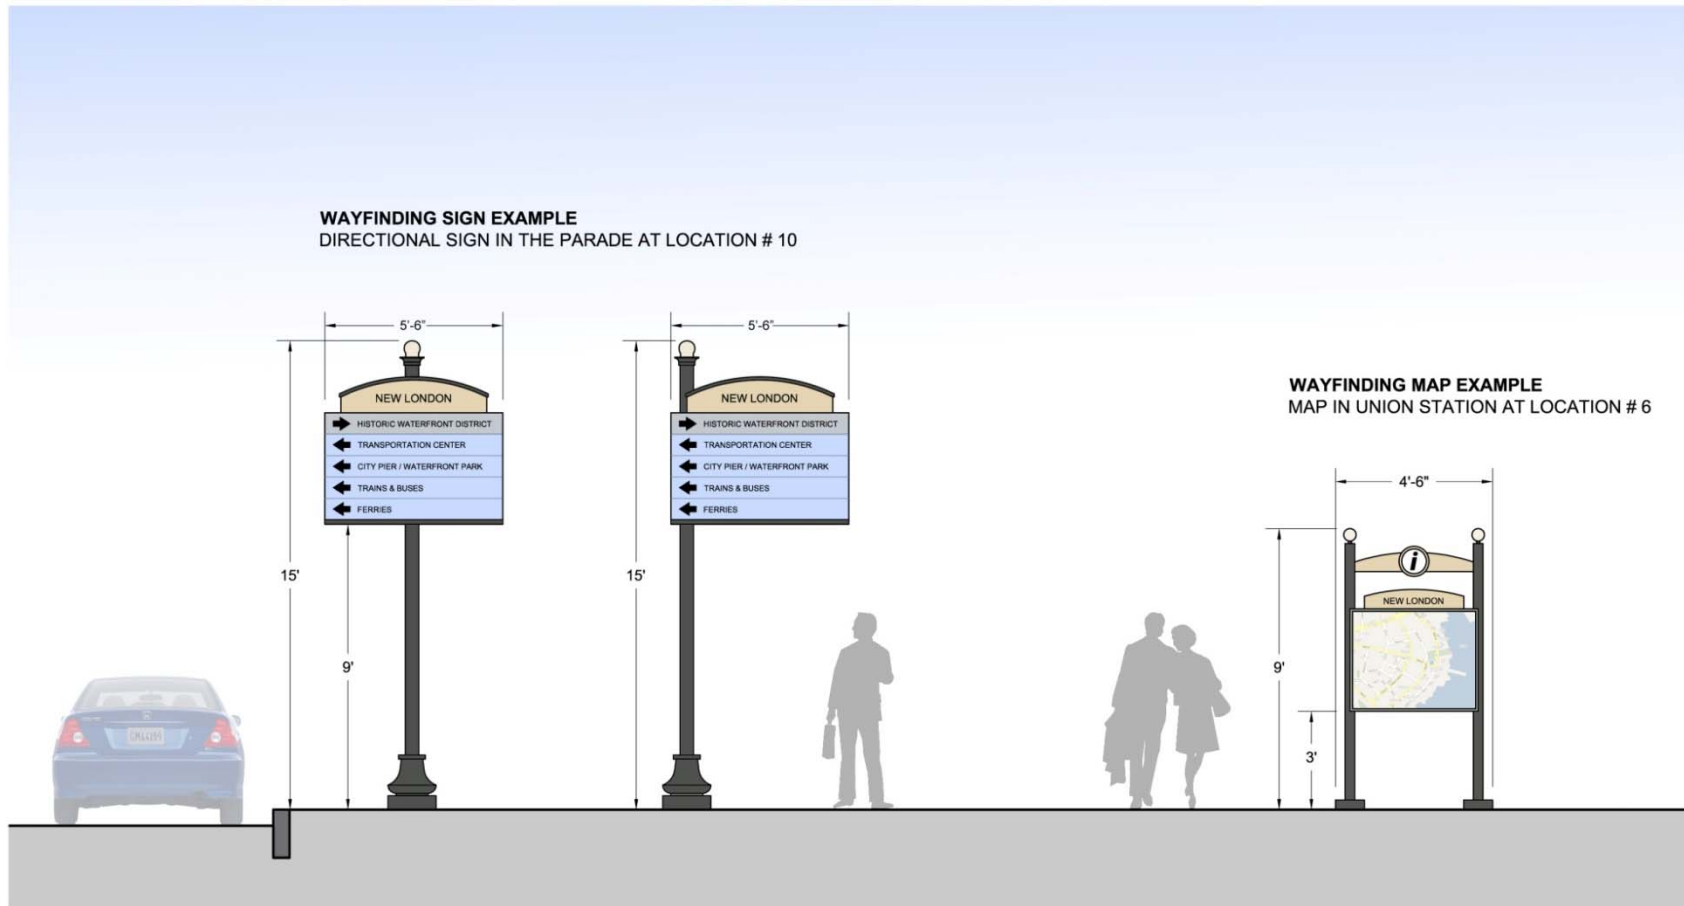 WAYFINDING SIGN EXAMPLE
DIRECTIONAL SIGN IN THE PARADE AT LOCATION # 10
5'-6"
15'
9'
NEW LONDON
HISTORIC WATERFRONT DISTRICT
TRANSPORTATION CENTER
CITY PIER / WATERFRONT PARK
TRAINS & BUSES
FERRIES
5'-6"
15'
NEW LONDON
HISTORIC WATERFRONT DISTRICT
TRANSPORTATION CENTER
CITY PIER / WATERFRONT PARK
TRAINS & BUSES
FERRIES
WAYFINDING MAP EXAMPLE
MAP IN UNION STATION AT LOCATION # 6
4'-6"
9'
3'
i
NEW LONDON